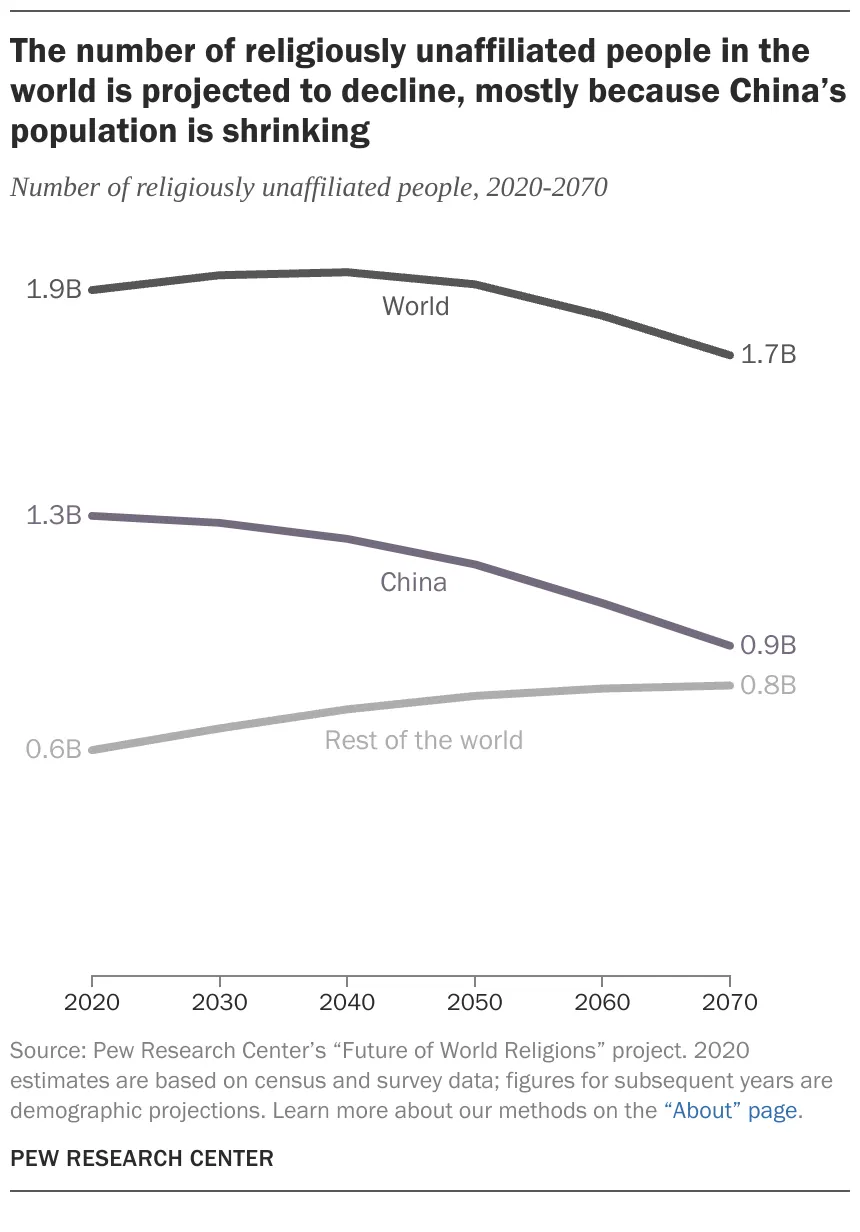 The number of religiously unaffiliated people in the
world is projected to decline, mostly because China’s
population is shrinking
Number of religiously unaffiliated people, 2020-2070
1.9B
World
1.7B
1.3B
China
0.9B
0.8B
0.6B
Rest of the world
2020 2030 2040 2050 2060 2070
Source: Pew Research Center’s “Future of World Religions” project. 2020
estimates are based on census and survey data; figures for subsequent years are
demographic projections. Learn more about our methods on the “About” page.
PEW RESEARCH CENTER